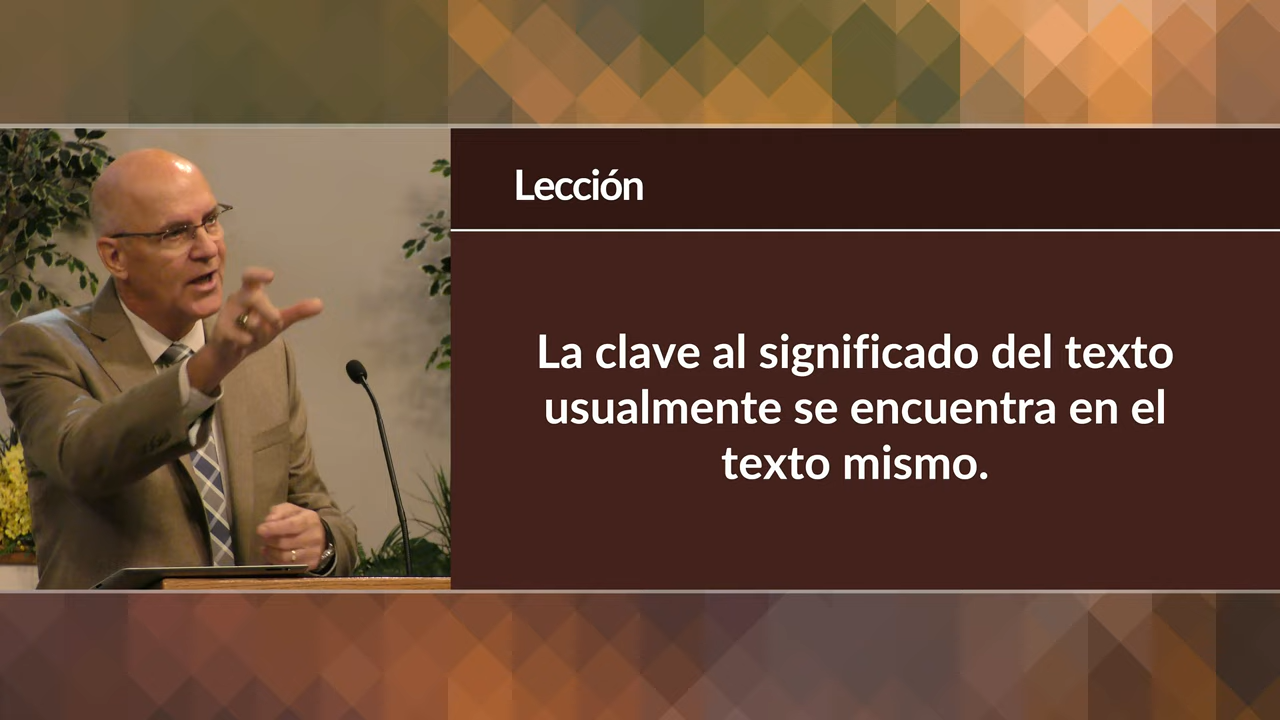 Lección
La clave al significado del texto
usualmente se encuentra en el
texto mismo.